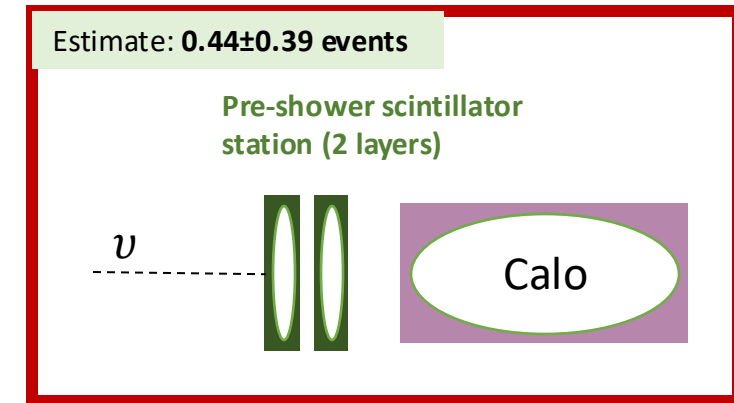 Estimate: 0.44±0.39 events
Pre-shower scintillator
station (2 layers)
𝜐
Calo